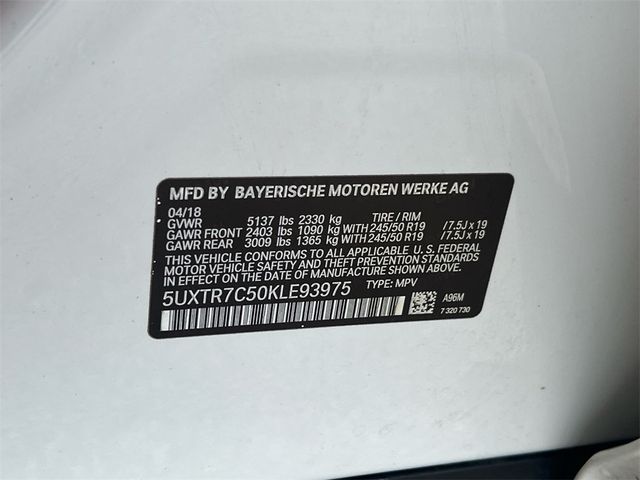 MFD BY BAYERISCHE MOTOREN WERKE AG
04/18
GVWR 5137 lbs 2330 kg TIRE / RIM
GAWR FRONT 2403 lbs 1090 kg WITH 245/50 R19 / 7.5J x 19
GAWR REAR 3009 lbs 1365 kg WITH 245/50 R19 / 7.5J x 19
THIS VEHICLE CONFORMS TO ALL APPLICABLE U. S. FEDERAL
MOTOR VEHICLE SAFETY, BUMPER, AND THEFT PREVENTION
STANDARDS IN EFFECT ON THE DATE OF MANUFACTURE SHOWN ABOVE.
5UXTR7C50KLE93975 TYPE: MPV
A96M
7 320 730